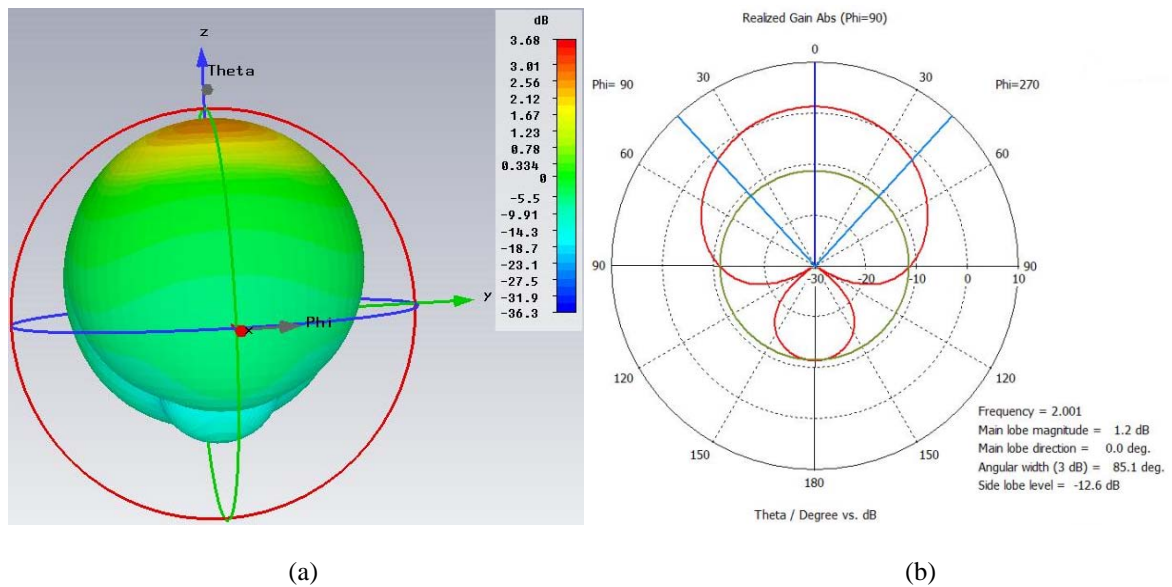 dB
3.68
3.01
2.56
2.12
1.67
1.23
0.78
0.334
0
-5.5
-9.91
-14.3
-18.7
-23.1
-27.5
-31.9
-36.3
z
Theta
y
x
Phi
(a)
Realized Gain Abs (Phi=90)
0
30
30
Phi= 90
Phi=270
60
60
90
-30
-20
-10
-0
10
90
120
120
150
150
180
Frequency = 2.001
Main lobe magnitude = 1.2 dB
Main lobe direction = 0.0 deg.
Angular width (3 dB) = 85.1 deg.
Side lobe level = -12.6 dB
Theta / Degree vs. dB
(b)